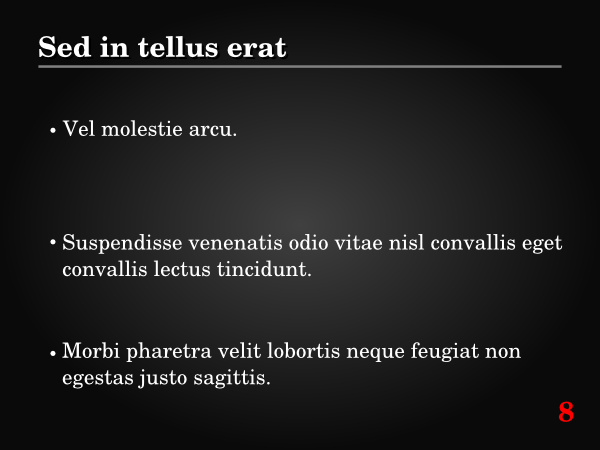 Sed in tellus erat
• Vel molestie arcu.
• Suspendisse venenatis odio vitae nisl convallis eget
convallis lectus tincidunt.
• Morbi pharetra velit lobortis neque feugiat non
egestas justo sagittis.
8